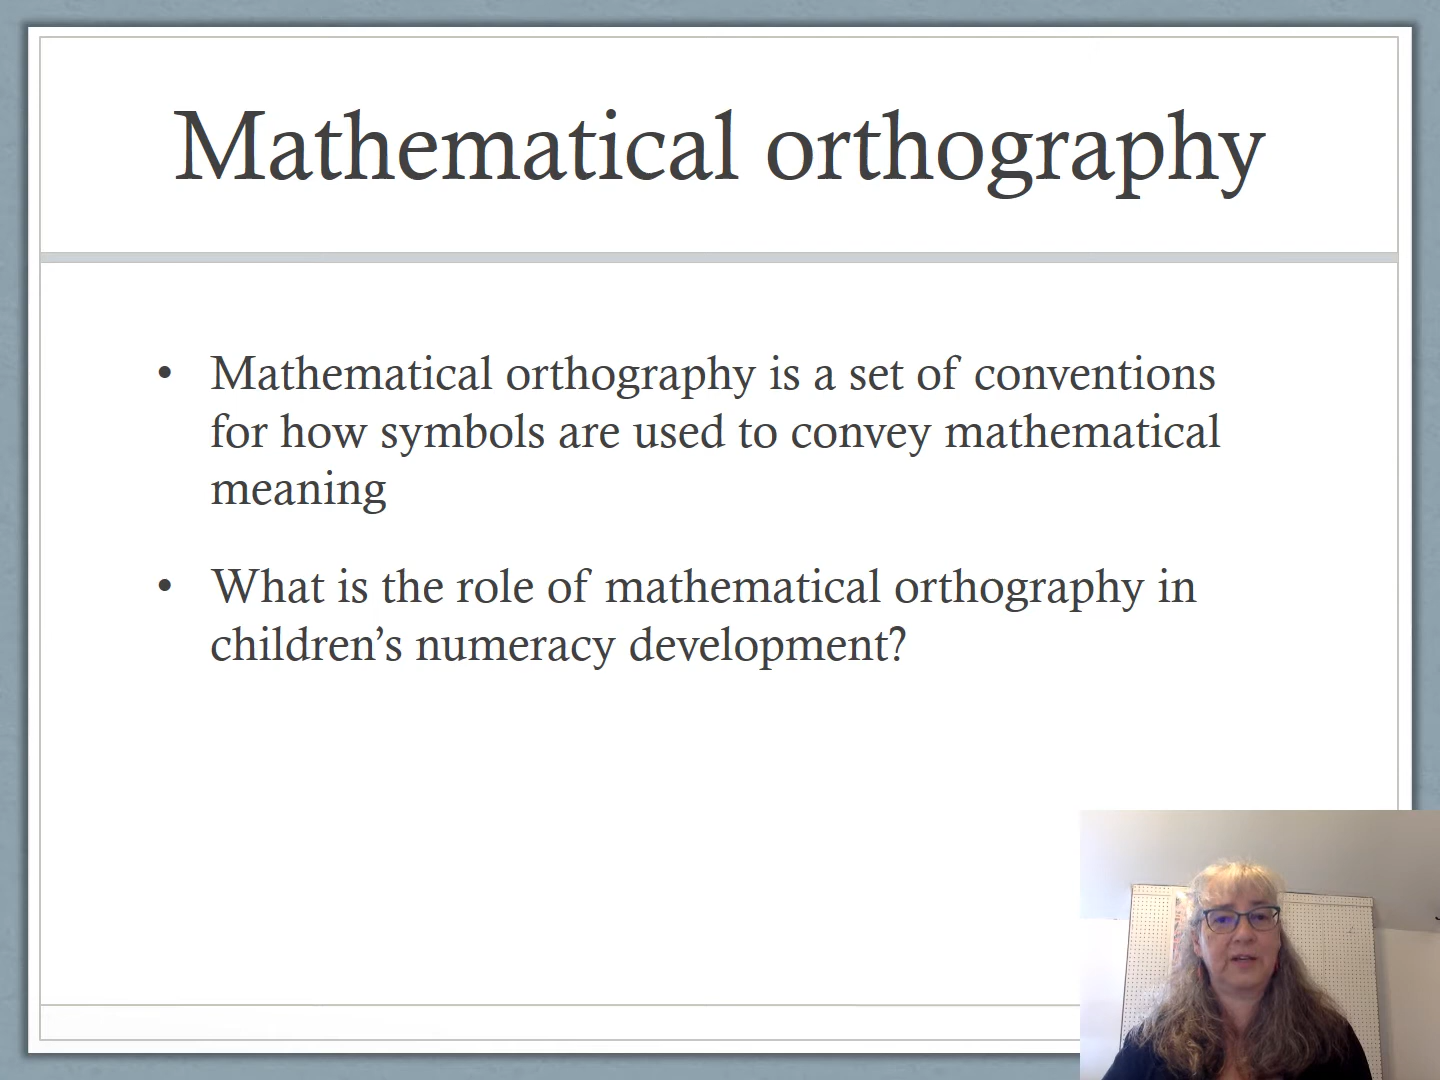 Mathematical orthography
• Mathematical orthography is a set of conventions
for how symbols are used to convey mathematical
meaning
• What is the role of mathematical orthography in
children’s numeracy development?